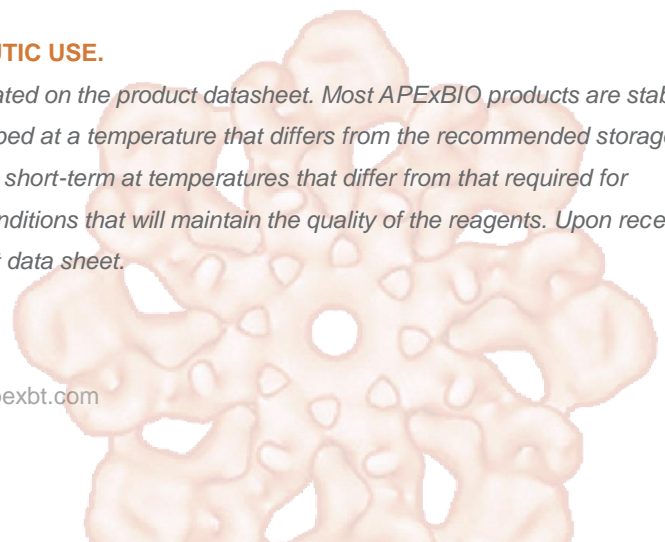 UTIC USE.
ated on the product datasheet. Most APExBIO products are stab
ped at a temperature that differs from the recommended storage
short-term at temperatures that differ from that required for
nditions that will maintain the quality of the reagents. Upon rece
t data sheet.
pexbt.com